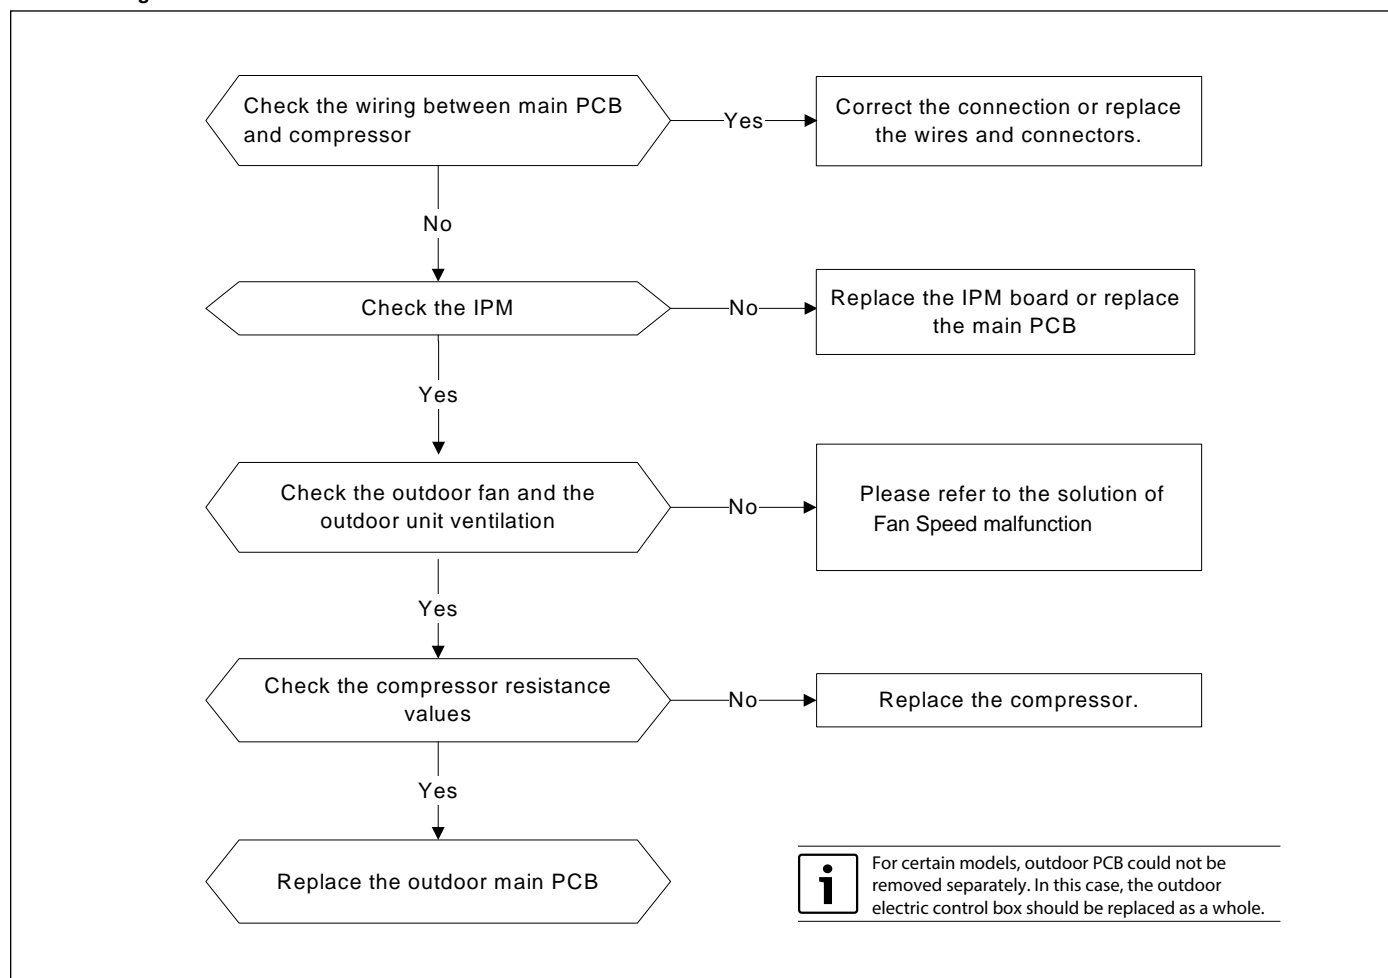 Check the wiring between main PCB
and compressor
Yes
Correct the connection or replace
the wires and connectors.
No
Check the IPM
No
Replace the IPM board or replace
the main PCB
Yes
Check the outdoor fan and the
outdoor unit ventilation
No
Please refer to the solution of
Fan Speed malfunction
Yes
Check the compressor resistance
values
No
Replace the compressor.
Yes
Replace the outdoor main PCB
i
For certain models, outdoor PCB could not be
removed separately. In this case, the outdoor
electric control box should be replaced as a whole.